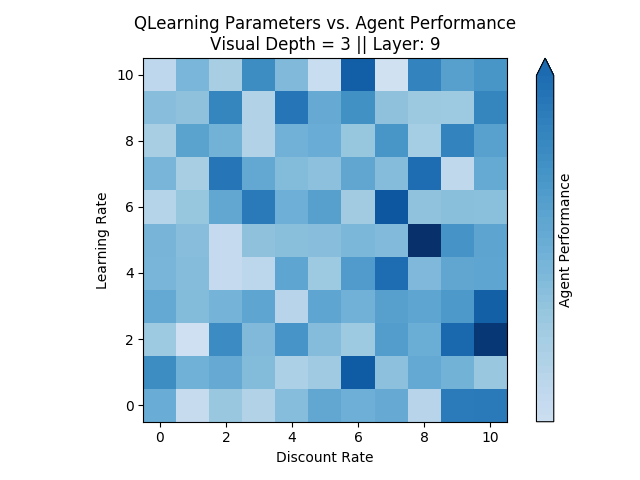 QLearning Parameters vs. Agent Performance
Visual Depth = 3 || Layer: 9
10
8
6
4
2
0
Learning Rate
0 2 4 6 8 10
Discount Rate
Agent Performance